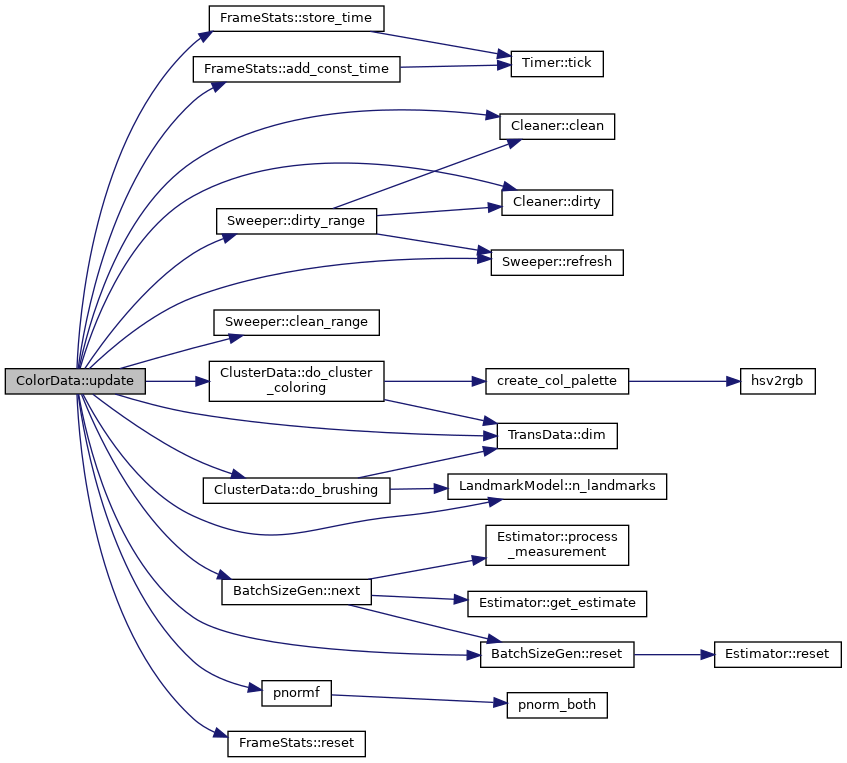 FrameStats::store_time
FrameStats::add_const_time
Timer::tick
Cleaner::clean
Cleaner::dirty
Sweeper::dirty_range
Sweeper::refresh
Sweeper::clean_range
ColorData::update
ClusterData::do_cluster
_coloring
create_col_palette
hsv2rgb
TransData::dim
ClusterData::do_brushing
LandmarkModel::n_landmarks
Estimator::process
_measurement
BatchSizeGen::next
Estimator::get_estimate
BatchSizeGen::reset
Estimator::reset
pnormf
pnorm_both
FrameStats::reset